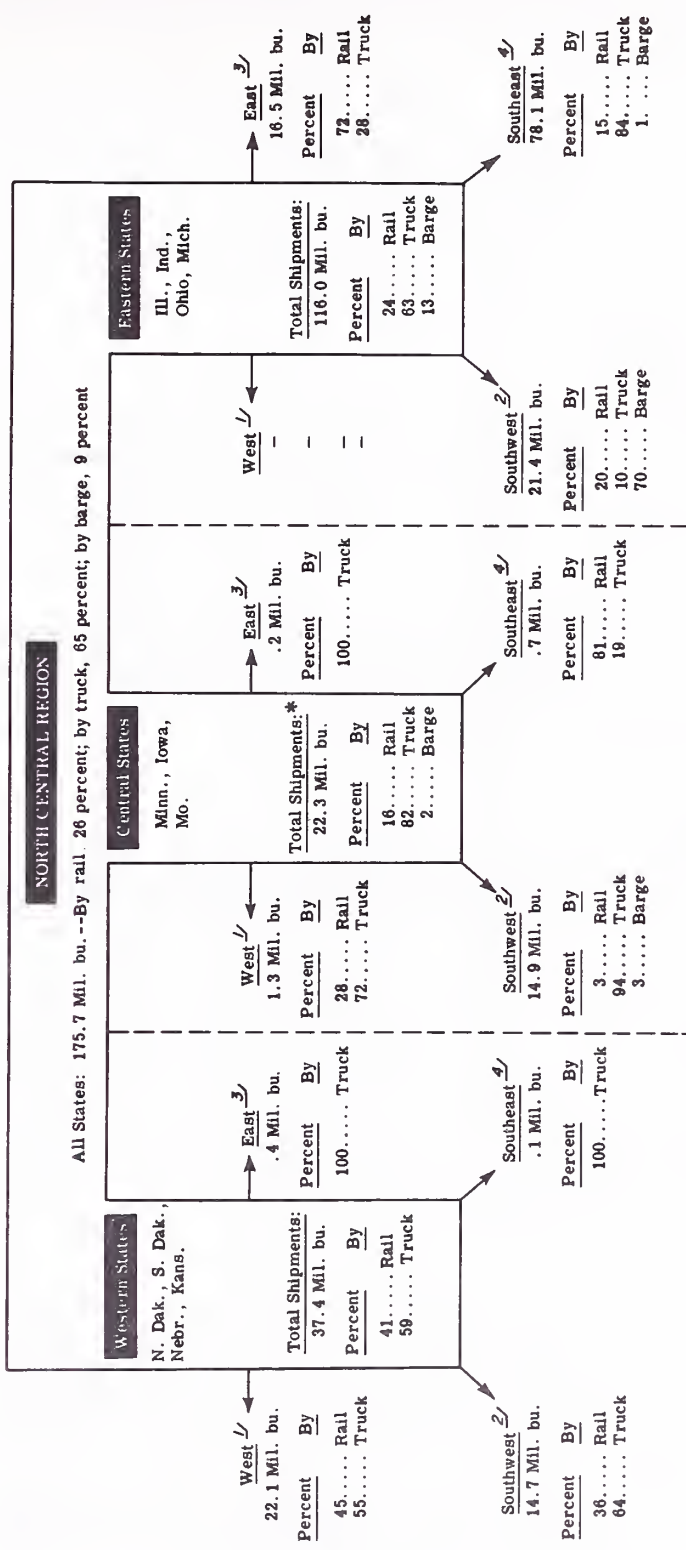 NORTH CENTRAL REGION
All States: 175.7 Mil. bu.--By rail 26 percent; by truck, 65 percent; by barge, 9 percent
Western States
N. Dak., S. Dak.,
Nebr., Kans.
Total Shipments:
37.4 Mil. bu.
Percent By
41..... Rail
59..... Truck
West 1/
22.1 Mil. bu.
Percent By
45..... Rail
55..... Truck
Southwest 2/
14.7 Mil. bu.
Percent By
36..... Rail
64..... Truck
East 3/
.4 Mil. bu.
Percent By
100..... Truck
Southeast 4/
.1 Mil. bu.
Percent By
100.....Truck
Central States
Minn., Iowa,
Mo.
Total Shipments:*
22.3 Mil. bu.
Percent By
16..... Rail
82..... Truck
2..... Barge
West 1/
1.3 Mil. bu.
Percent By
28..... Rail
72..... Truck
Southwest 2/
14.9 Mil. bu.
Percent By
3..... Rail
94..... Truck
3..... Barge
East 3/
.2 Mil. bu.
Percent By
100..... Truck
Southeast 4/
.7 Mil. bu.
Percent By
81..... Rail
19..... Truck
Eastern States
Ill., Ind.,
Ohio, Mich.
Total Shipments:
116.0 Mil. bu.
Percent By
24..... Rail
63..... Truck
13..... Barge
West 1/
-
-
-
-
Southwest 2/
21.4 Mil. bu.
Percent By
20..... Rail
10..... Truck
70..... Barge
East 3/
16.5 Mil. bu.
Percent By
72..... Rail
28..... Truck
Southeast 4/
78.1 Mil. bu.
Percent By
15..... Rail
84..... Truck
1. .... Barge